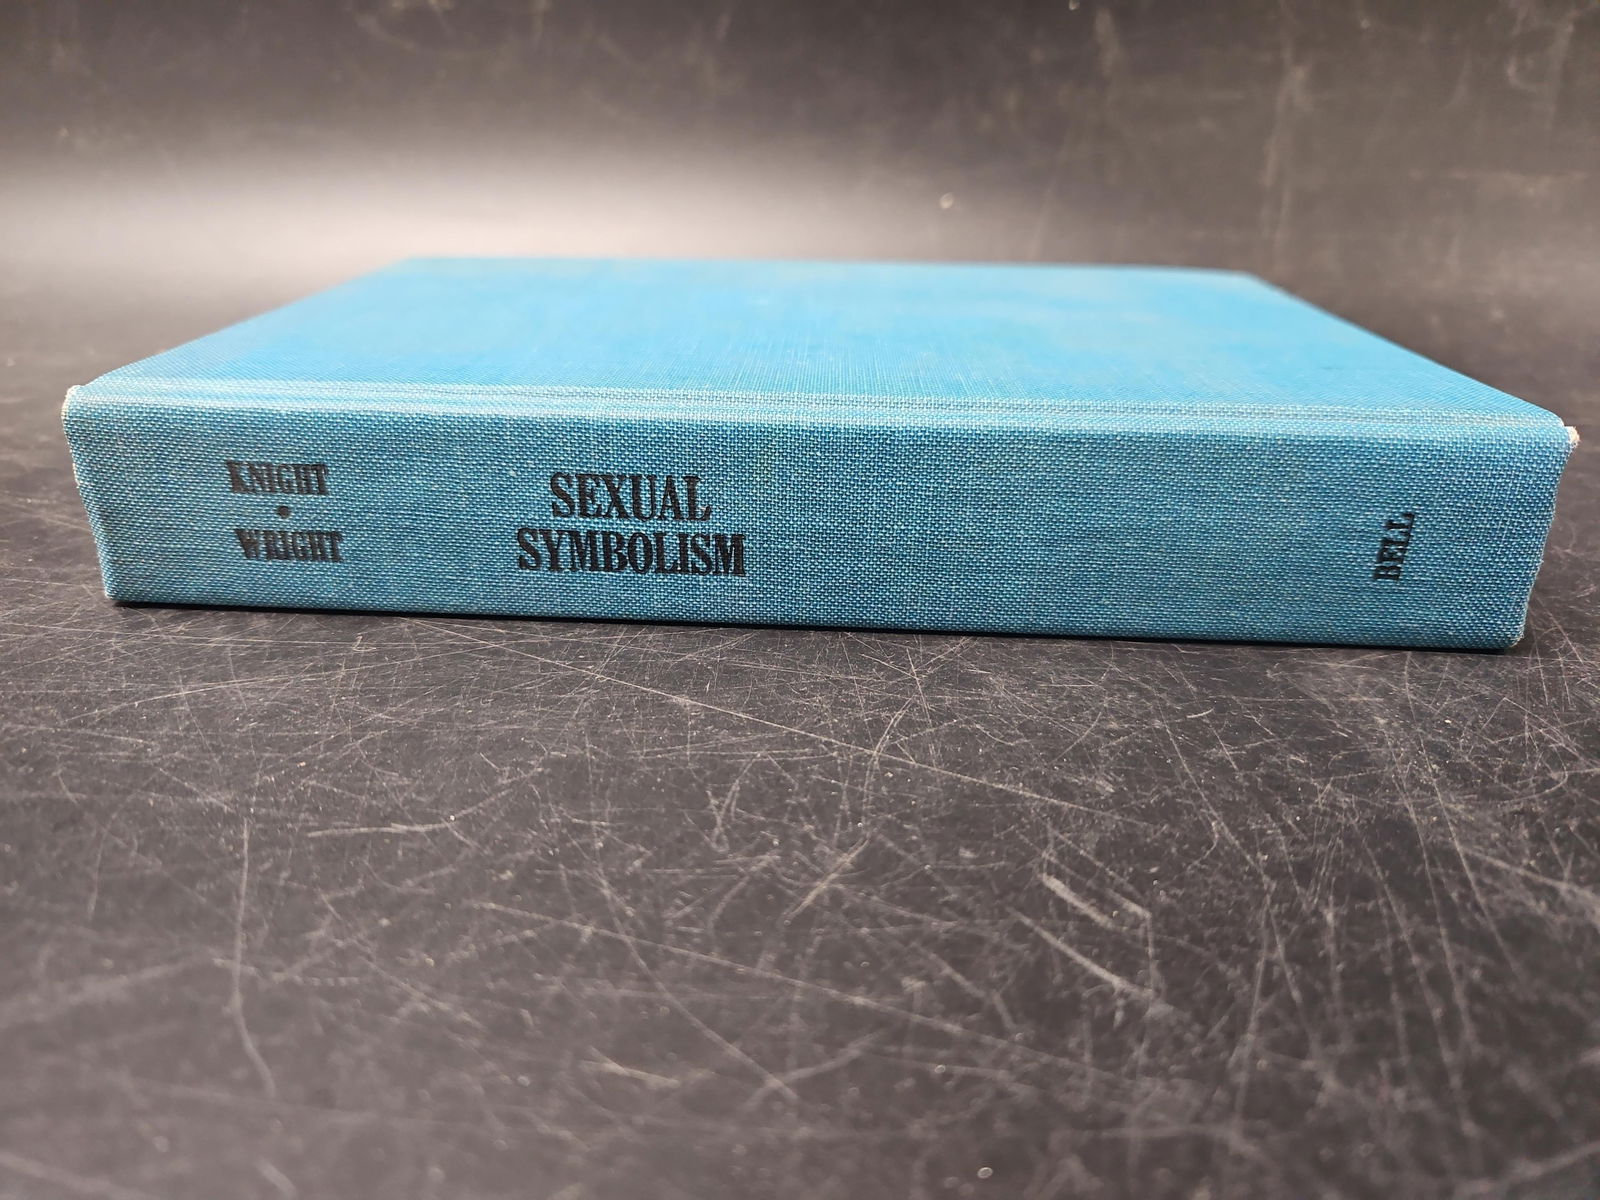 KNIGHT
•
WRIGHT
SEXUAL
SYMBOLISM
BELL